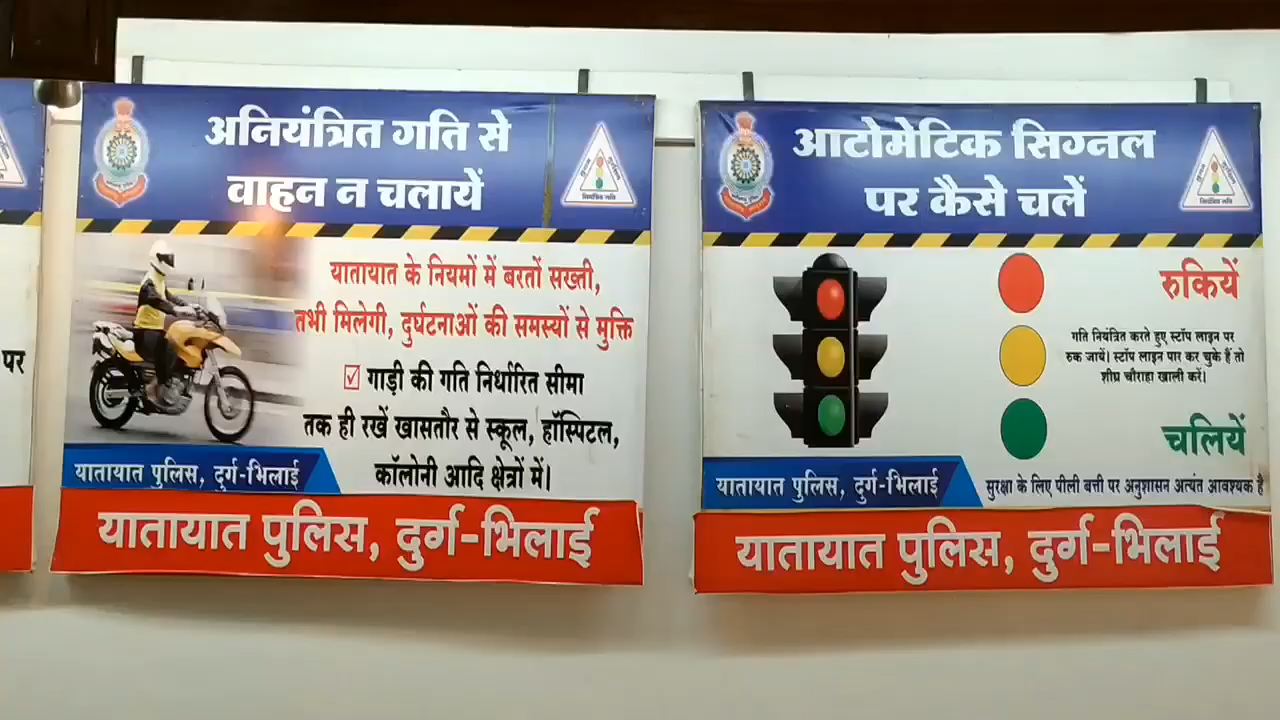 पर
अनियंत्रित गति से
वाहन न चलायें
यातायात के नियमों में बरतों सख्ती,
तभी मिलेगी, दुर्घटनाओं की समस्यों से मुक्ति
गाड़ी की गति निर्धारित सीमा
तक ही रखें खासतौर से स्कूल, हॉस्पिटल,
कॉलोनी आदि क्षेत्रों में।
यातायात पुलिस, दुर्ग-भिलाई
यातायात पुलिस, दुर्ग-भिलाई
आटोमेटिक सिग्नल
पर कैसे चलें
रुकियें
गति नियंत्रित करते हुए स्टॉप लाइन पर
रुक जायें। स्टॉप लाइन पार कर चुके हैं तो
शीघ्र चौराहा खाली करें।
चलियें
यातायात पुलिस, दुर्ग-भिलाई
सुरक्षा के लिए पीली बत्ती पर अनुशासन अत्यंत आवश्यक है
यातायात पुलिस, दुर्ग-भिलाई